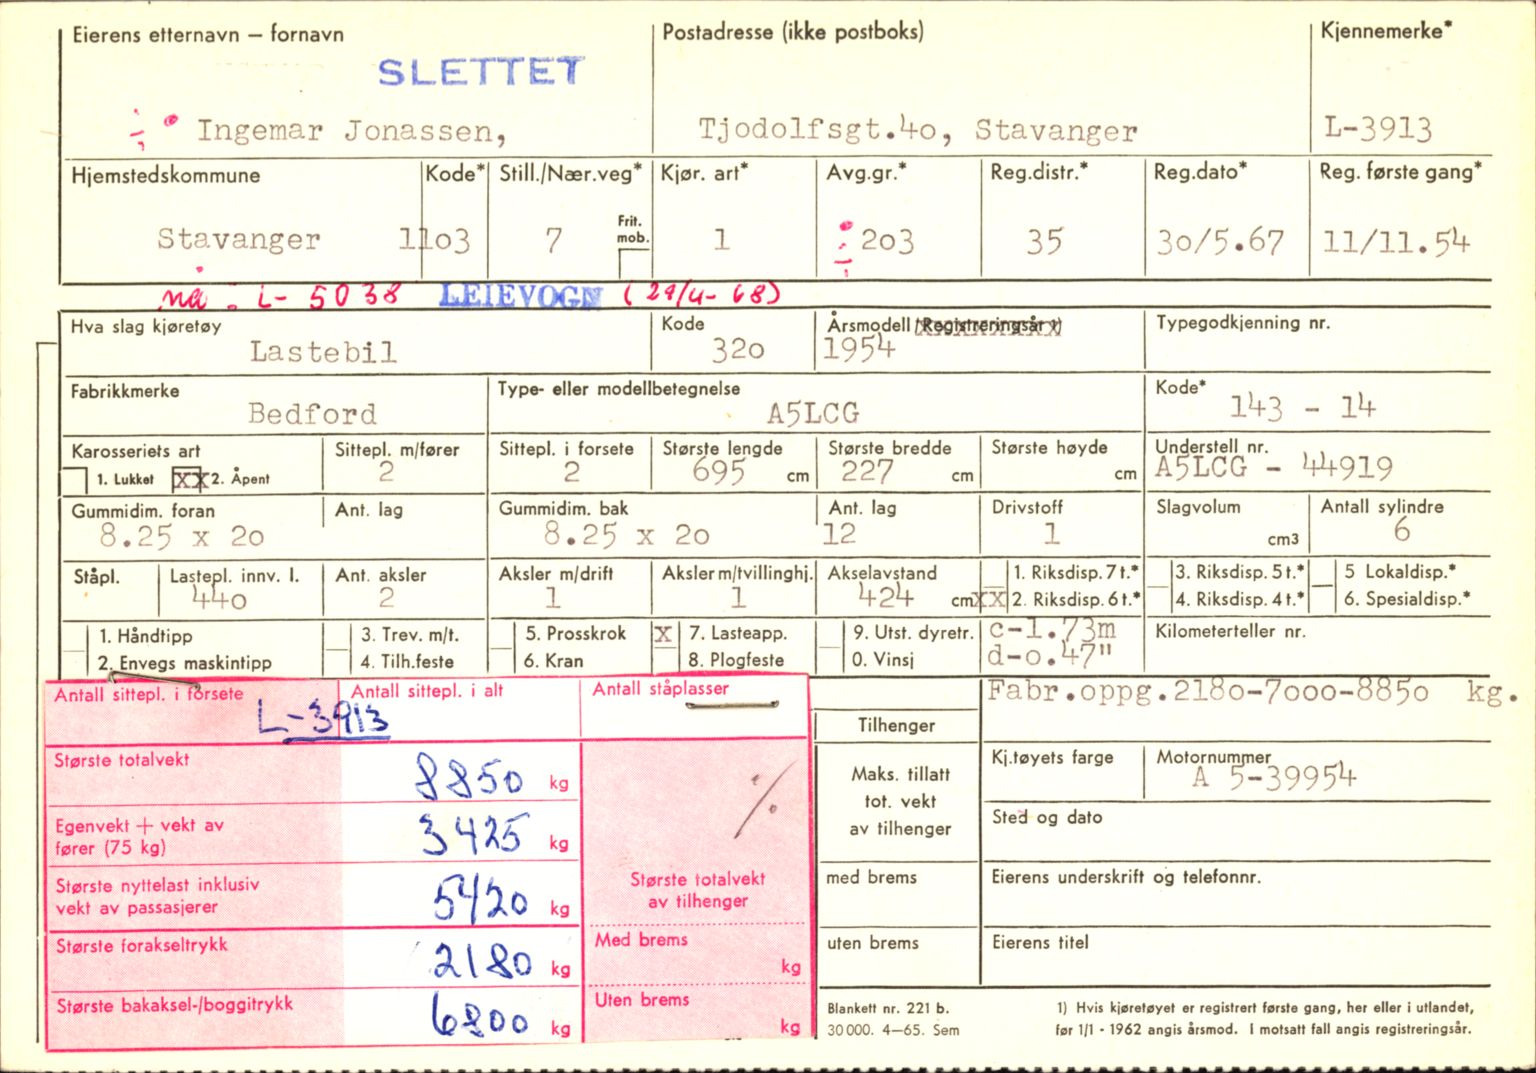 Eierens etternavn – fornavn Postadresse (ikke postboks) Kjennemerke*
SLETTET
Ingemar Jonassen, Tjodolfsgt.4o, Stavanger L-3913
Hjemstedskommune Kode* Still./Nær.veg* Kjør. art* Avg.gr.* Reg.distr.* Reg.dato* Reg. første gang*
Frit. mob.
Stavanger 11o3 7 1 2o3 35 3o/5.67 11/11.54
nå : L- 5038 LEIEVOGN (29/4-68)
Hva slag kjøretøy Kode Årsmodell (Registreringsår 1)
Typegodkjenning nr.
Lastebil 32o 1954
Fabrikkmerke Type- eller modellbetegnelse Kode*
Bedford A5LCG 143 - 14
Karosseriets art Sittepl. m/fører Sittepl. i forsete Største lengde Største bredde Største høyde Understell nr.
1. Lukket XX 2. Åpent 2 2 695 cm 227 cm cm A5LCG - 44919
Gummidim. foran Ant. lag Gummidim. bak Ant. lag Drivstoff Slagvolum Antall sylindre
8.25 x 2o 8.25 x 2o 12 1 cm3 6
Ståpl. Lastepl. innv. l. Ant. aksler Aksler m/drift Aksler m/tvillinghj. Akselavstand 1. Riksdisp. 7 t.* 3. Riksdisp. 5 t.* 5 Lokaldisp.*
44o 2 1 1 424 cm XX 2. Riksdisp. 6 t.* 4. Riksdisp. 4 t.* 6. Spesialdisp.*
1. Håndtipp 3. Trev. m/t. 5. Prosskrok X 7. Lasteapp. 9. Utst. dyretr. c-1.73m Kilometerteller nr.
2. Envegs maskintipp 4. Tilh.feste 6. Kran 8. Plogfeste 0. Vinsj d-o.47"
Antall sittepl. i forsete Antall sittepl. i alt Antall ståplasser Fabr.oppg.218o-7ooo-885o kg.
L-3913
Tilhenger
Største totalvekt 8850 kg
Kj.tøyets farge Motornummer
A 5-39954
Maks. tillatt
tot. vekt
av tilhenger
Sted og dato
Egenvekt + vekt av
fører (75 kg) 3425 kg
%
Største nyttelast inklusiv
vekt av passasjerer 5420 kg
Største totalvekt
av tilhenger
med brems Eierens underskrift og telefonnr.
Største forakseltrykk 2180 kg Med brems kg
uten brems Eierens titel
Største bakaksel-/boggitrykk 6800 kg Uten brems kg
Blankett nr. 221 b. 1) Hvis kjøretøyet er registrert første gang, her eller i utlandet,
30 000. 4–65. Sem før 1/1 - 1962 angis årsmod. I motsatt fall angis registreringsår.